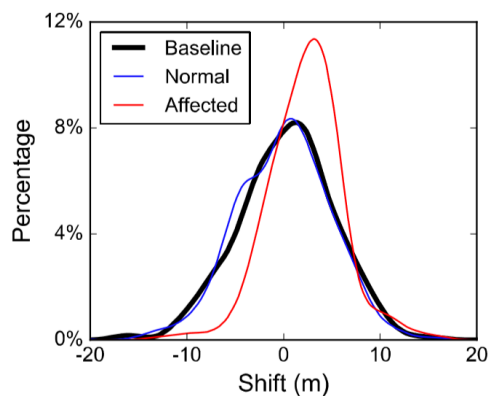 12%
8%
4%
0%
Percentage
Baseline
Normal
Affected
-20
-10
0
10
20
Shift (m)